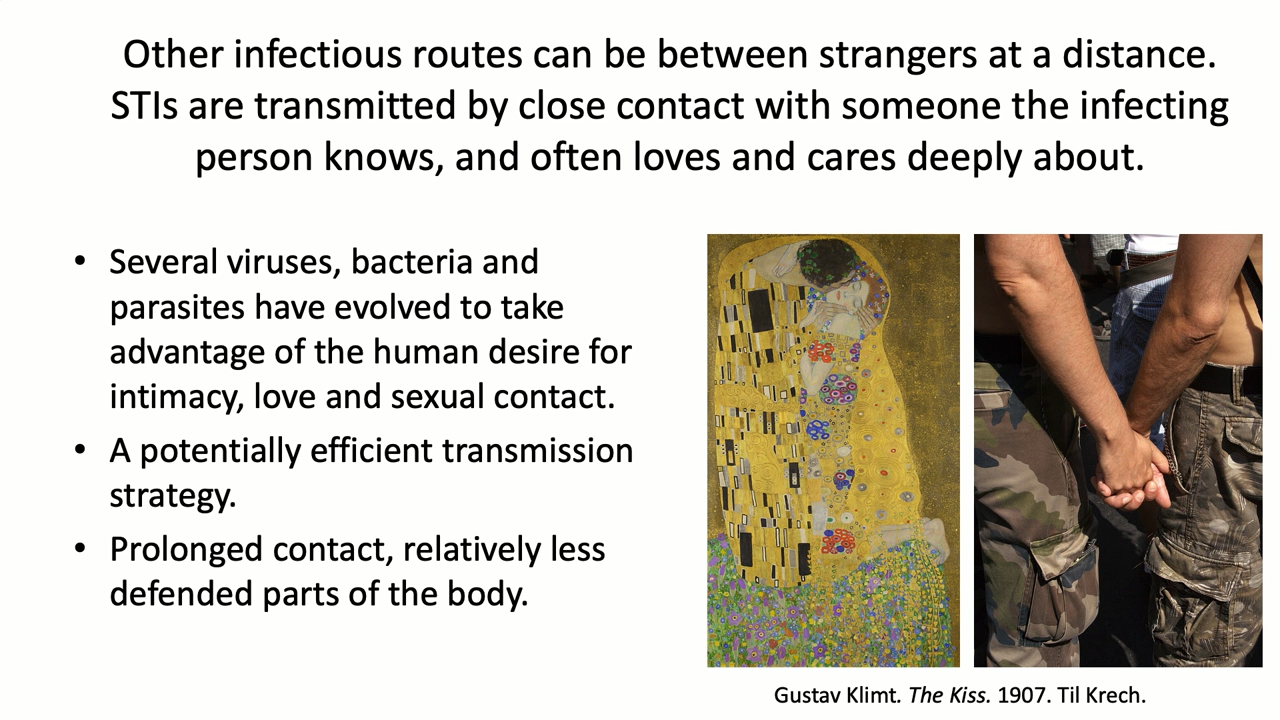 Other infectious routes can be between strangers at a distance.
STIs are transmitted by close contact with someone the infecting
person knows, and often loves and cares deeply about.
• Several viruses, bacteria and
parasites have evolved to take
advantage of the human desire for
intimacy, love and sexual contact.
• A potentially efficient transmission
strategy.
• Prolonged contact, relatively less
defended parts of the body.
Gustav Klimt. The Kiss. 1907. Til Krech.